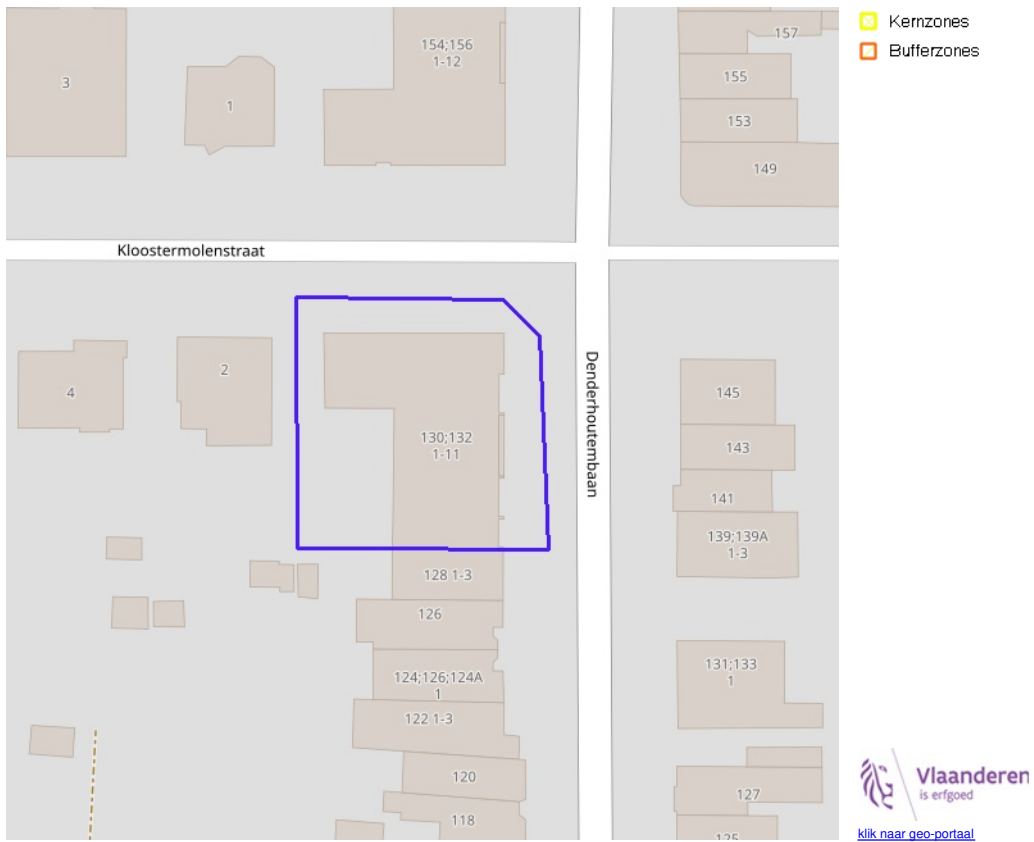 Kernzones
Bufferzones
157
154;156
1-12
3
155
1
153
149
Kloostermolenstraat
Denderhoutembaan
2
4
145
130;132
1-11
143
141
139;139A
1-3
128 1-3
126
131;133
1
124;126;124A
1
122 1-3
120
127
118
125
Vlaanderen
is erfgoed
klik naar geo-portaal